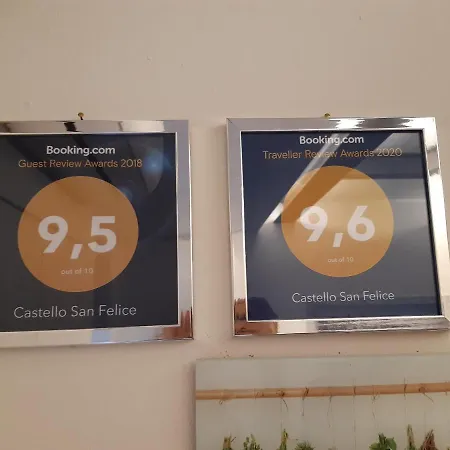 Booking.com
Guest Review Awards 2018
9,5
out of 10
Castello San Felice
Booking.com
Traveller Review Awards 2020
9,6
out of 10
Castello San Felice